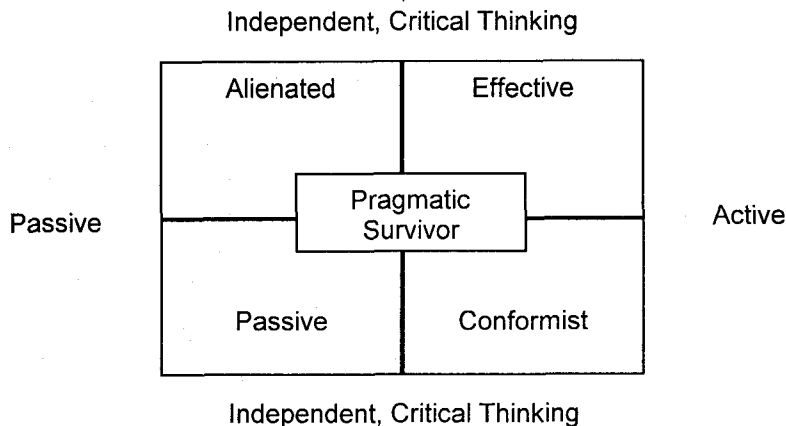 Independent, Critical Thinking
Alienated
Effective
Pragmatic
Survivor
Passive
Active
Passive
Conformist
Independent, Critical Thinking